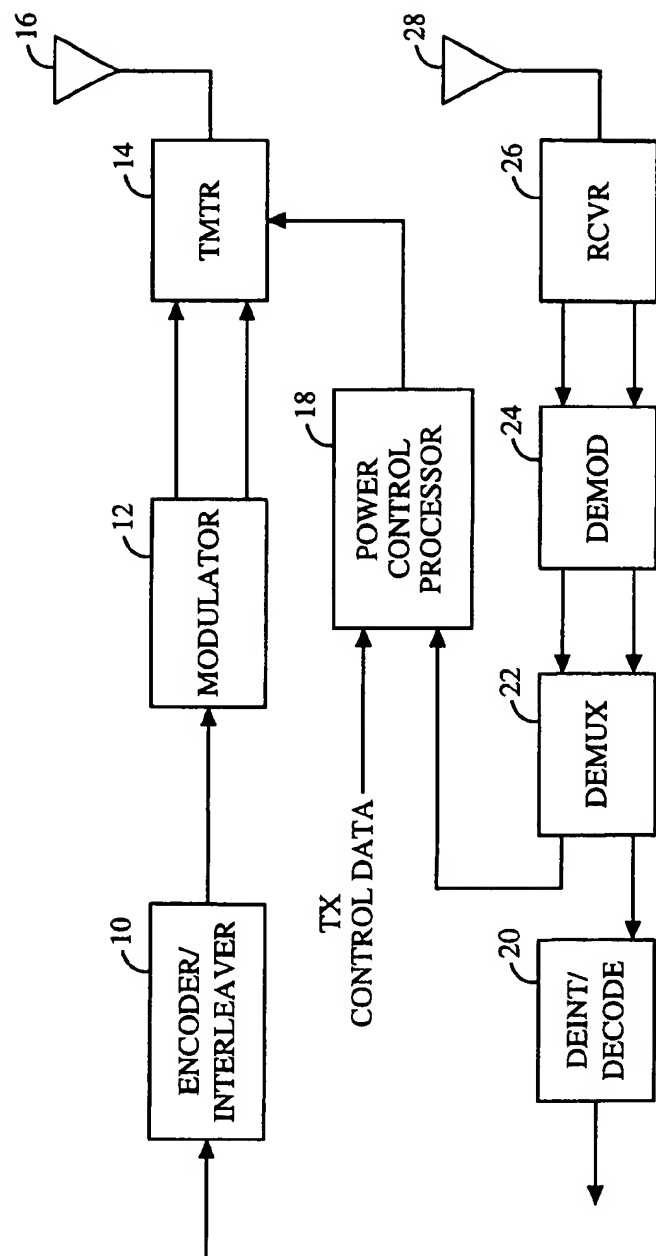 10
ENCODER/
INTERLEAVER
12
MODULATOR
14
TMTR
16
TX
CONTROL DATA
18
POWER
CONTROL
PROCESSOR
20
DEINT/
DECODE
22
DEMUX
24
DEMOD
26
RCVR
28